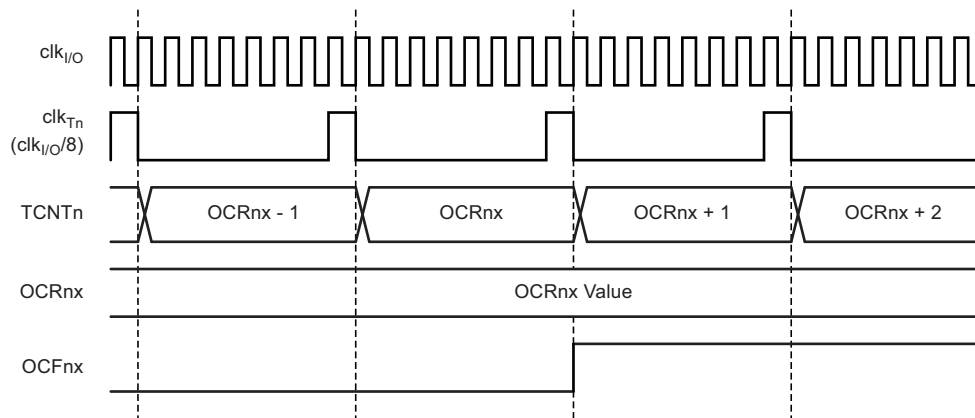 clkI/O
clkTn
(clkI/O/8)
TCNTn
OCRnx - 1
OCRnx
OCRnx + 1
OCRnx + 2
OCRnx
OCRnx Value
OCFnx